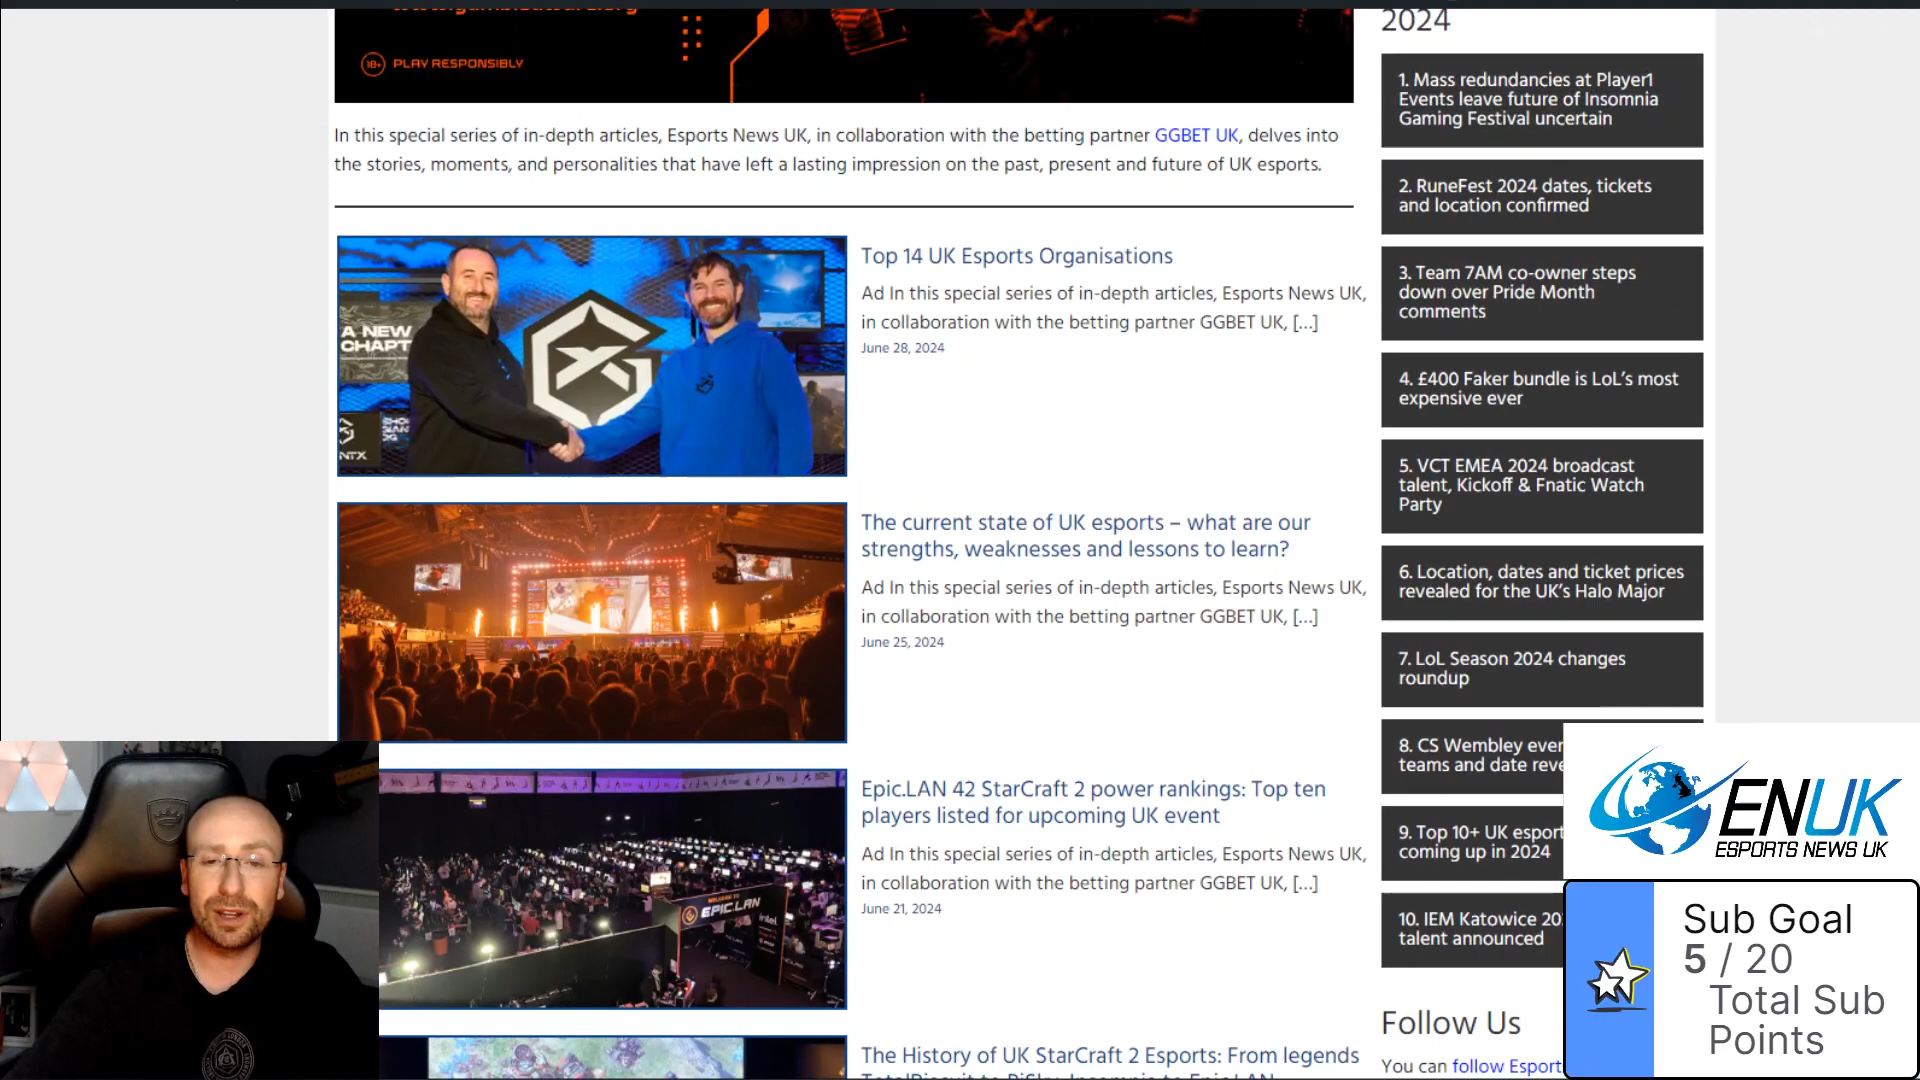 PLAY RESPONSIBLY
18+
In this special series of in-depth articles, Esports News UK, in collaboration with the betting partner GGBET UK, delves into
the stories, moments, and personalities that have left a lasting impression on the past, present and future of UK esports.
A NEW
CHAPT
NTX
Top 14 UK Esports Organisations
Ad In this special series of in-depth articles, Esports News UK,
in collaboration with the betting partner GGBET UK, [...]
June 28, 2024
The current state of UK esports – what are our
strengths, weaknesses and lessons to learn?
Ad In this special series of in-depth articles, Esports News UK,
in collaboration with the betting partner GGBET UK, [...]
June 25, 2024
WELCOME TO
EPIC.LAN
intel
Epic.LAN 42 StarCraft 2 power rankings: Top ten
players listed for upcoming UK event
Ad In this special series of in-depth articles, Esports News UK,
in collaboration with the betting partner GGBET UK, [...]
June 21, 2024
The History of UK StarCraft 2 Esports: From legends
2024
1. Mass redundancies at Player1
Events leave future of Insomnia
Gaming Festival uncertain
2. RuneFest 2024 dates, tickets
and location confirmed
3. Team 7AM co-owner steps
down over Pride Month
comments
4. £400 Faker bundle is LoL’s most
expensive ever
5. VCT EMEA 2024 broadcast
talent, Kickoff & Fnatic Watch
Party
6. Location, dates and ticket prices
revealed for the UK’s Halo Major
7. LoL Season 2024 changes
roundup
8. CS Wembley ever
teams and date reve
9. Top 10+ UK esport
coming up in 2024
10. IEM Katowice 20
talent announced
Follow Us
You can follow Esport
ENUK
ESPORTS NEWS UK
Sub Goal
5 / 20
Total Sub
Points